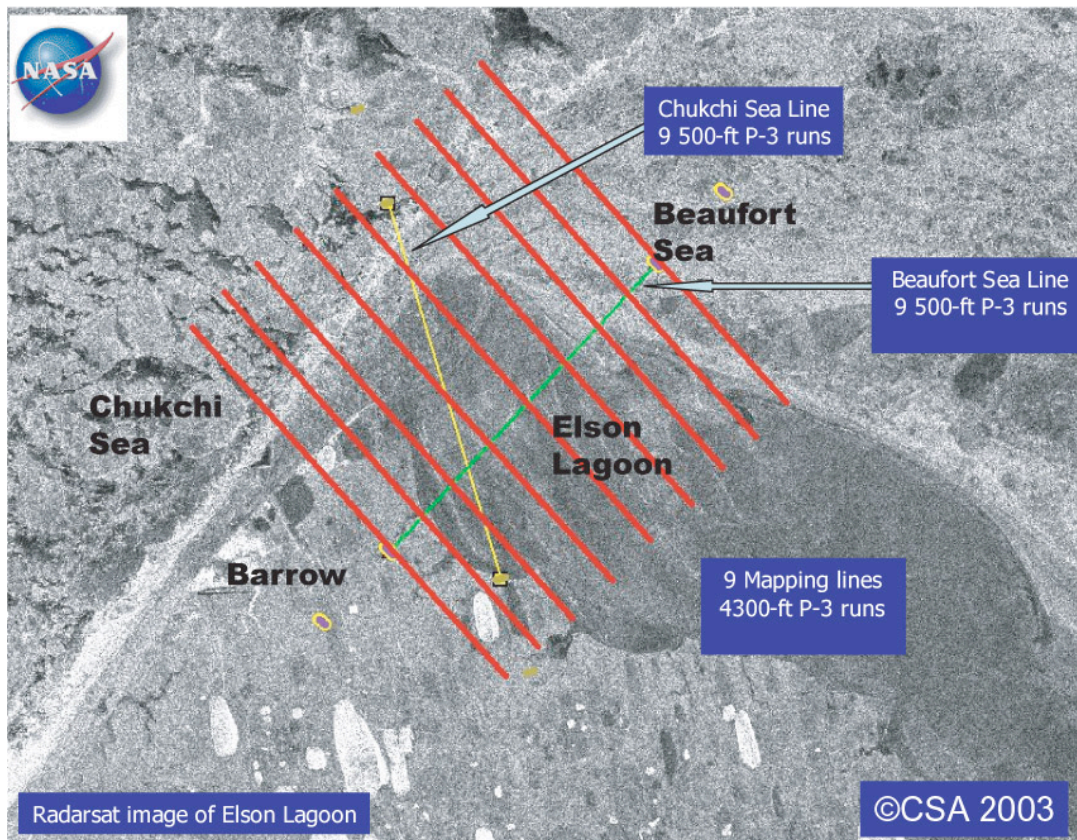 NASA
Chukchi Sea Line
9 500-ft P-3 runs
Beaufort
Sea
Beaufort Sea Line
9 500-ft P-3 runs
Chukchi
Sea
Elson
Lagoon
Barrow
9 Mapping lines
4300-ft P-3 runs
Radarsat image of Elson Lagoon
©CSA 2003